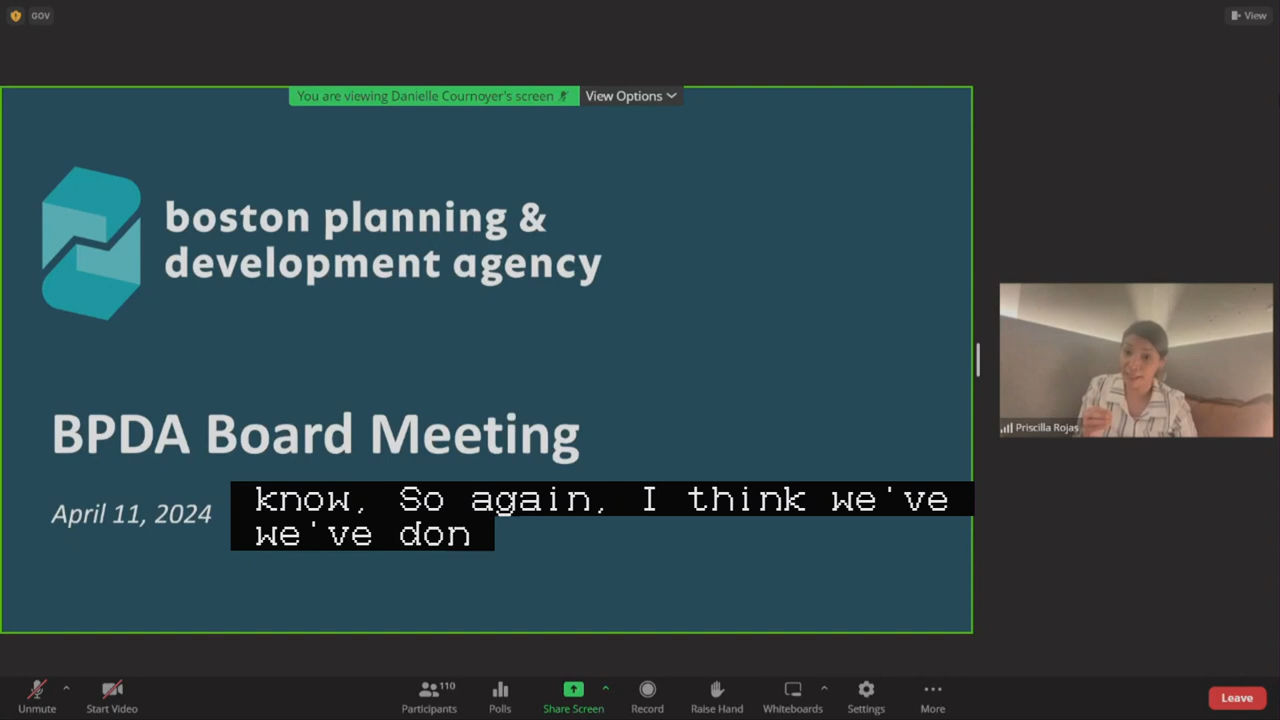 GOV
View
You are viewing Danielle Cournoyer's screen
View Options
boston planning &
development agency
BPDA Board Meeting
April 11, 2024
know, So again, I think we've
we've don
Priscilla Rojas
Unmute
Start Video
Participants
110
Polls
Share Screen
Record
Raise Hand
Whiteboards
Settings
More
Leave